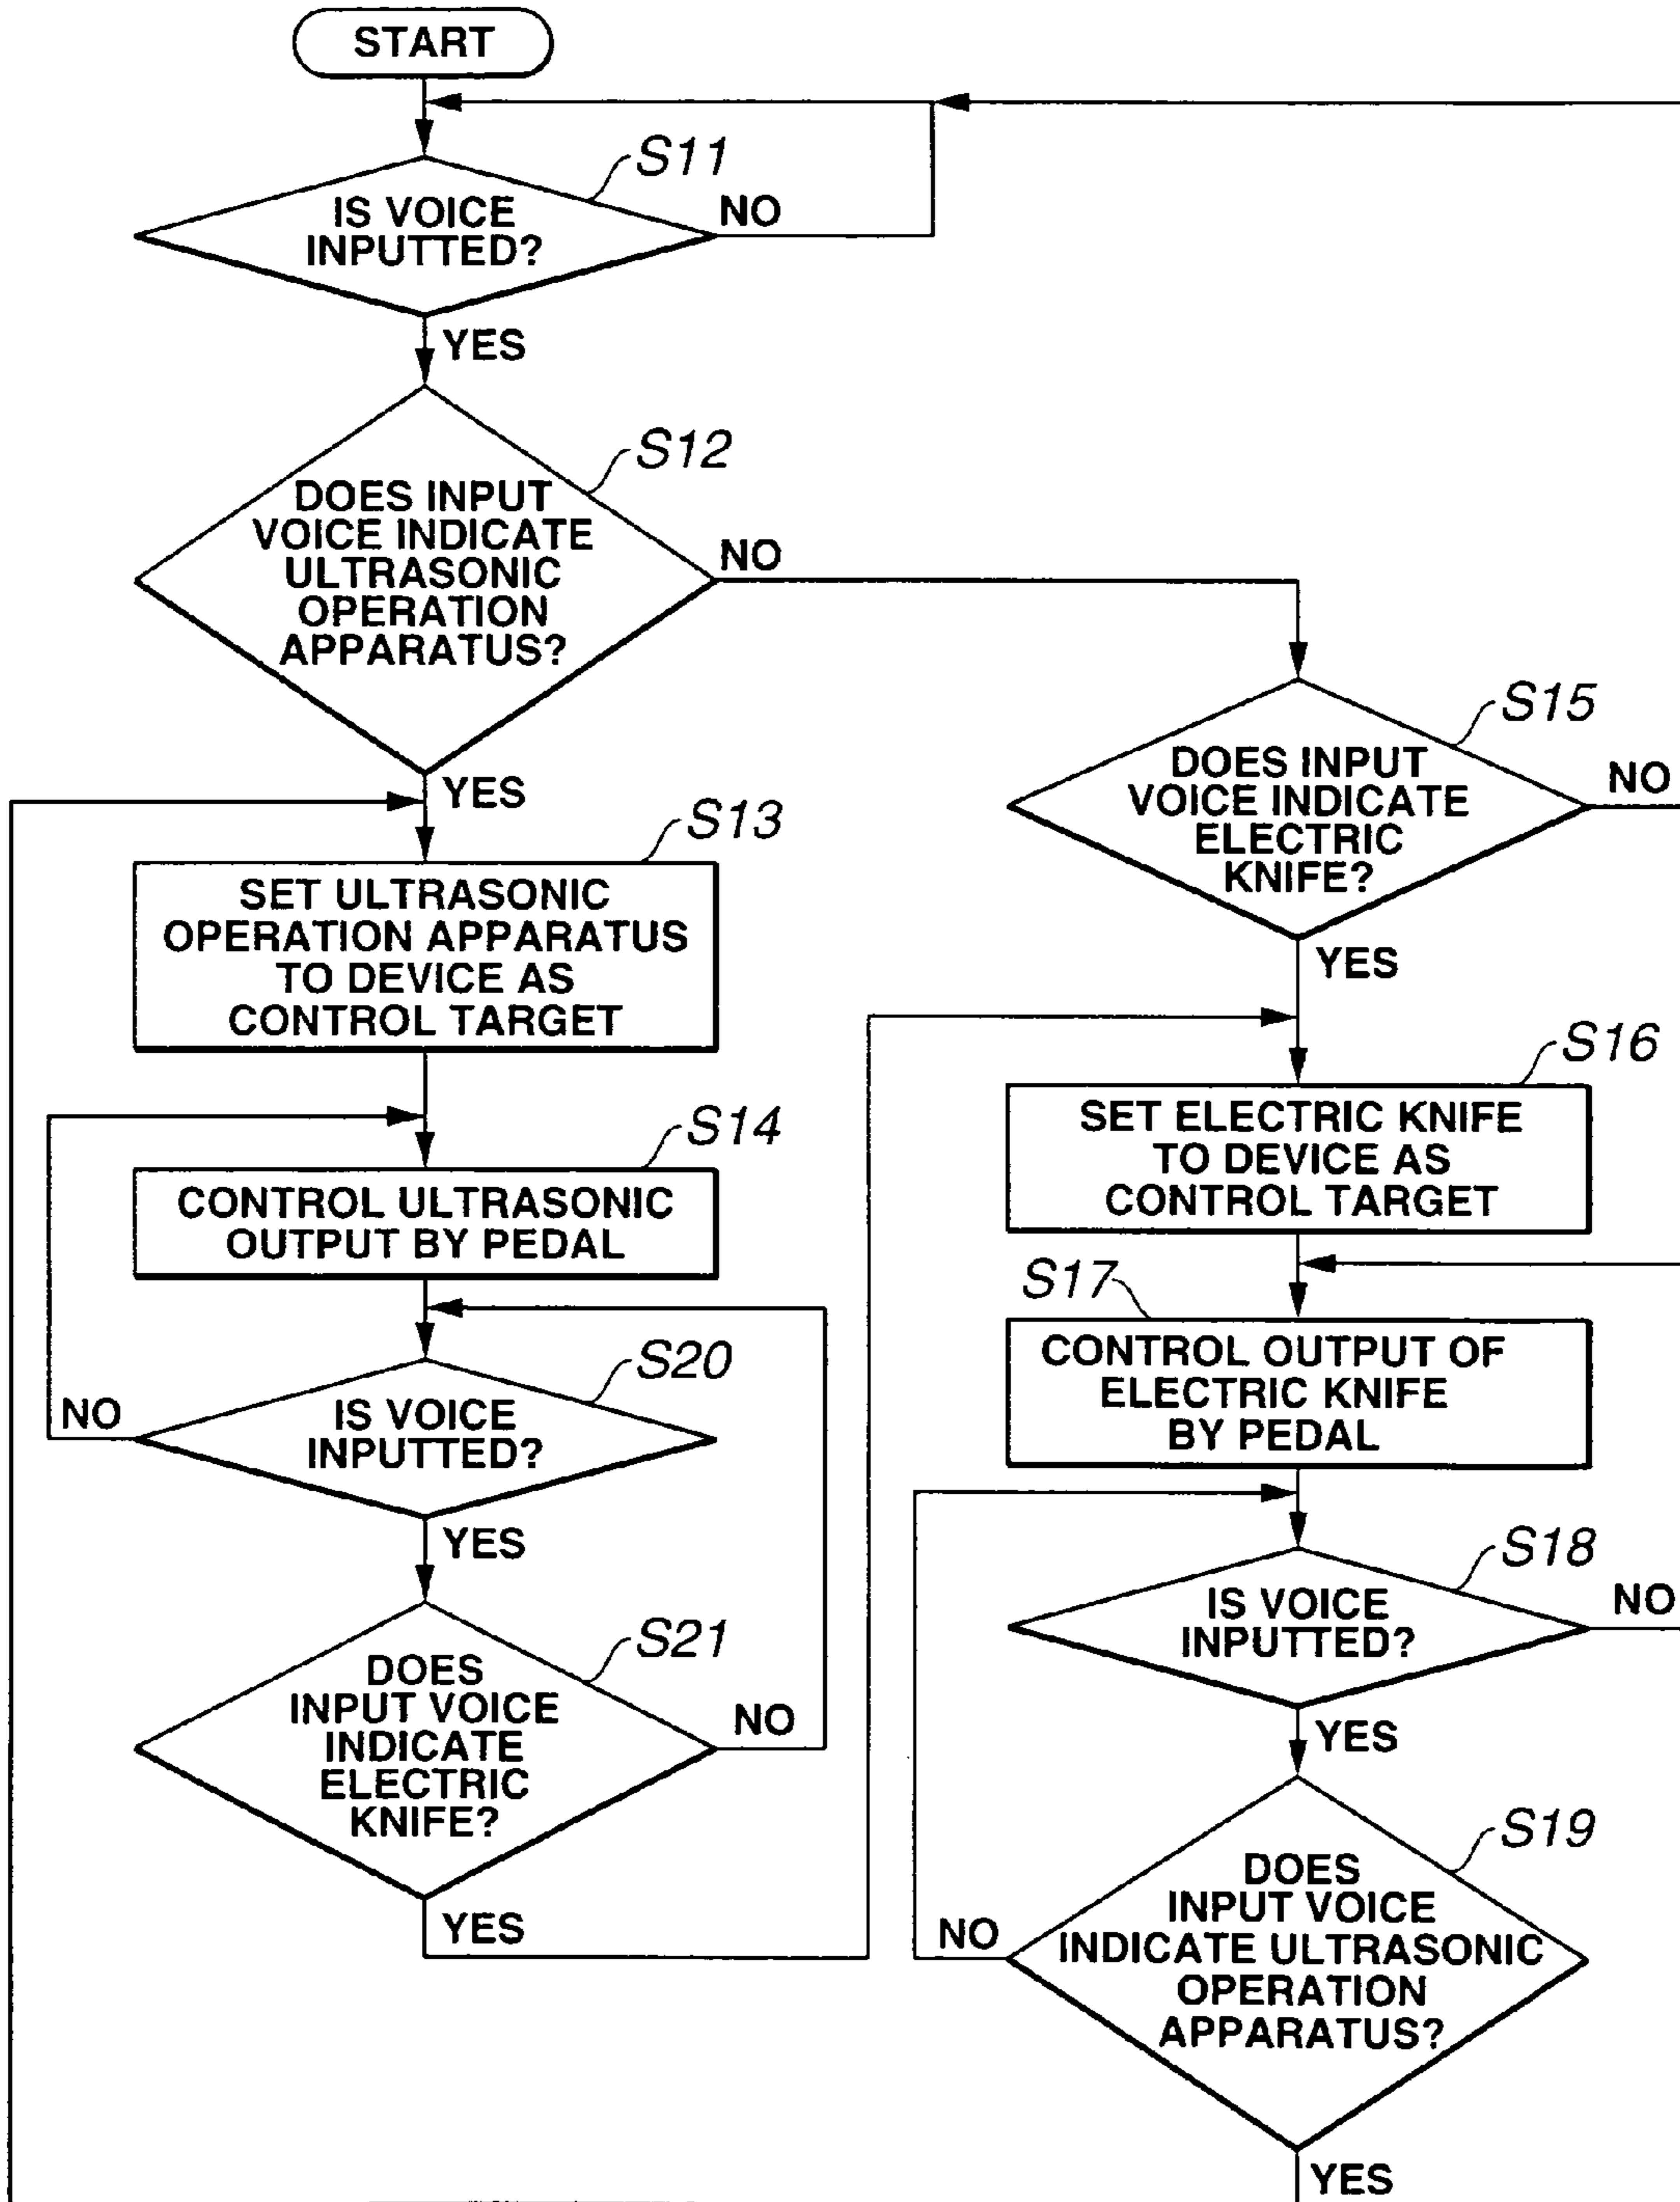 START
S11
IS VOICE
INPUTTED?
NO
YES
S12
DOES INPUT
VOICE INDICATE
ULTRASONIC
OPERATION
APPARATUS?
NO
YES
S13
SET ULTRASONIC
OPERATION APPARATUS
TO DEVICE AS
CONTROL TARGET
S14
CONTROL ULTRASONIC
OUTPUT BY PEDAL
S20
IS VOICE
INPUTTED?
NO
YES
S21
DOES
INPUT VOICE
INDICATE
ELECTRIC
KNIFE?
NO
YES
S15
DOES INPUT
VOICE INDICATE
ELECTRIC
KNIFE?
NO
YES
S16
SET ELECTRIC KNIFE
TO DEVICE AS
CONTROL TARGET
S17
CONTROL OUTPUT OF
ELECTRIC KNIFE
BY PEDAL
S18
IS VOICE
INPUTTED?
NO
YES
S19
DOES
INPUT VOICE
INDICATE ULTRASONIC
OPERATION
APPARATUS?
NO
YES